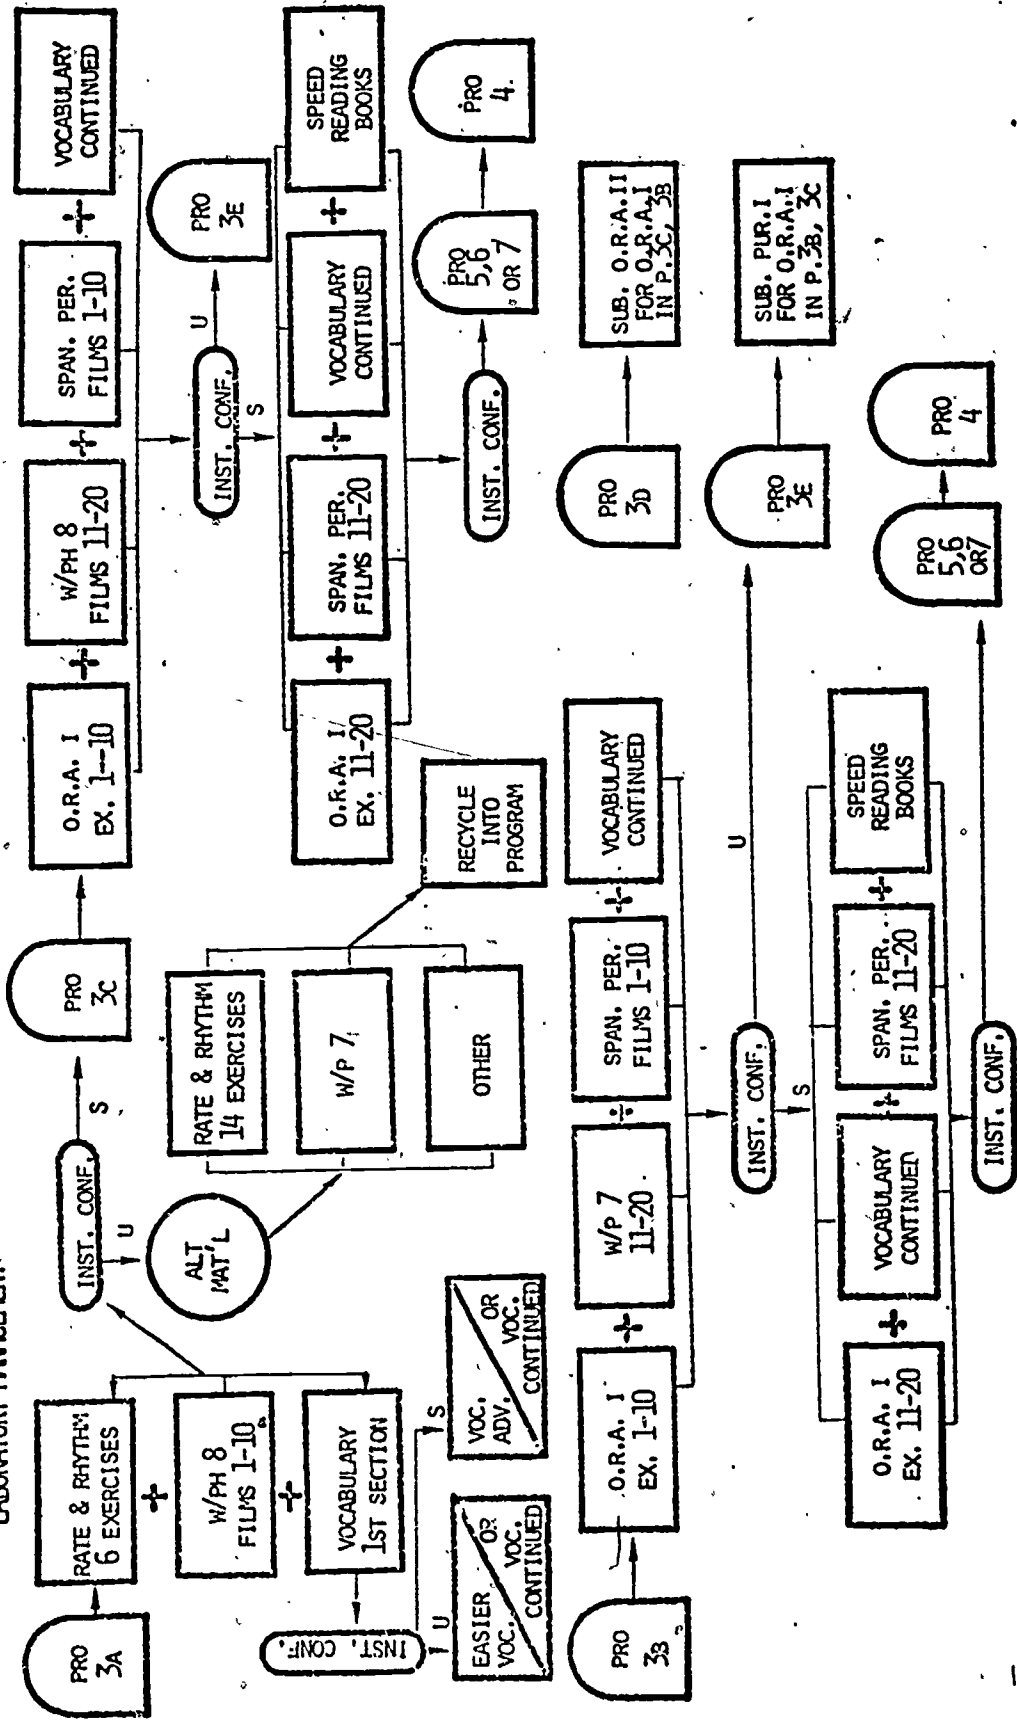 PRO
3A
RATE & RHYTHM
6 EXERCISES
W/PH 8
FILMS 1-10
VOCABULARY
1ST SECTION
INST. CONF.
U
S
EASIER
VOC.
OR
VOC.
CONTINUED
VOC.
ADV.
OR
VOC.
CONTINUED
INST. CONF.
U
S
ALT
MAT'L
RATE & RHYTHM
14 EXERCISES
W/P 7
OTHER
RECYCLE
INTO
PROGRAM
PRO
3C
O.R.A. I
EX. 1--10
W/PH 8
FILMS 11-20
SPAN. PER.
FILMS 1-10
VOCABULARY
CONTINUED
INST. CONF.
U
S
PRO
3E
O.R.A. I
EX. 11-20
SPAN. PER.
FILMS 11-20
VOCABULARY
CONTINUED
SPEED
READING
BOOKS
INST. CONF.
PRO
5,6
OR 7
PRO
4.
PRO
3B
O.R.A. I
EX. 1-10
W/P 7
11-20
SPAN. PER.
FILMS 1-10
VOCABULARY
CONTINUED
INST. CONF.
U
S
PRO
3D
SUB. O.R.A.II
FOR O.R.A.I
IN P.3C, 3B
PRO
3E
SUB. PUR.I
FOR O.R.A.I
IN P.3B, 3C
O.R.A. I
EX. 11-20
VOCABULARY
CONTINUED
SPAN. PER.
FILMS 11-20
SPEED
READING
BOOKS
INST. CONF.
PRO
5,6
OR7
PRO
4